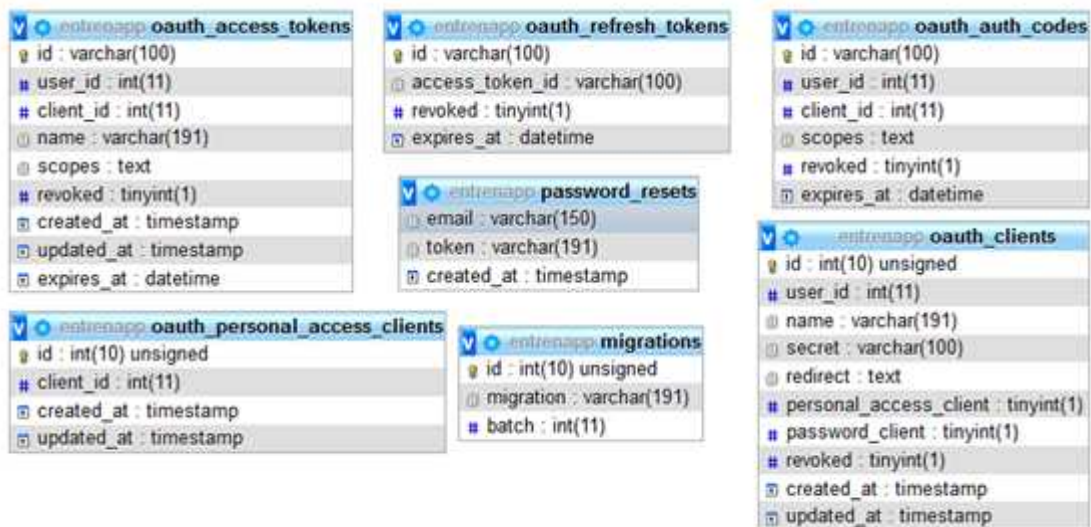 entrenapp oauth_access_tokens
id : varchar(100)
user_id : int(11)
client_id : int(11)
name : varchar(191)
scopes : text
revoked : tinyint(1)
created_at : timestamp
updated_at : timestamp
expires_at : datetime
entrenapp oauth_refresh_tokens
id : varchar(100)
access_token_id : varchar(100)
revoked : tinyint(1)
expires_at : datetime
entrenapp oauth_auth_codes
id : varchar(100)
user_id : int(11)
client_id : int(11)
scopes : text
revoked : tinyint(1)
expires_at : datetime
entrenapp password_resets
email : varchar(150)
token : varchar(191)
created_at : timestamp
entrenapp oauth_clients
id : int(10) unsigned
user_id : int(11)
name : varchar(191)
secret : varchar(100)
redirect : text
personal_access_client : tinyint(1)
password_client : tinyint(1)
revoked : tinyint(1)
created_at : timestamp
updated_at : timestamp
entrenapp oauth_personal_access_clients
id : int(10) unsigned
client_id : int(11)
created_at : timestamp
updated_at : timestamp
entrenapp migrations
id : int(10) unsigned
migration : varchar(191)
batch : int(11)